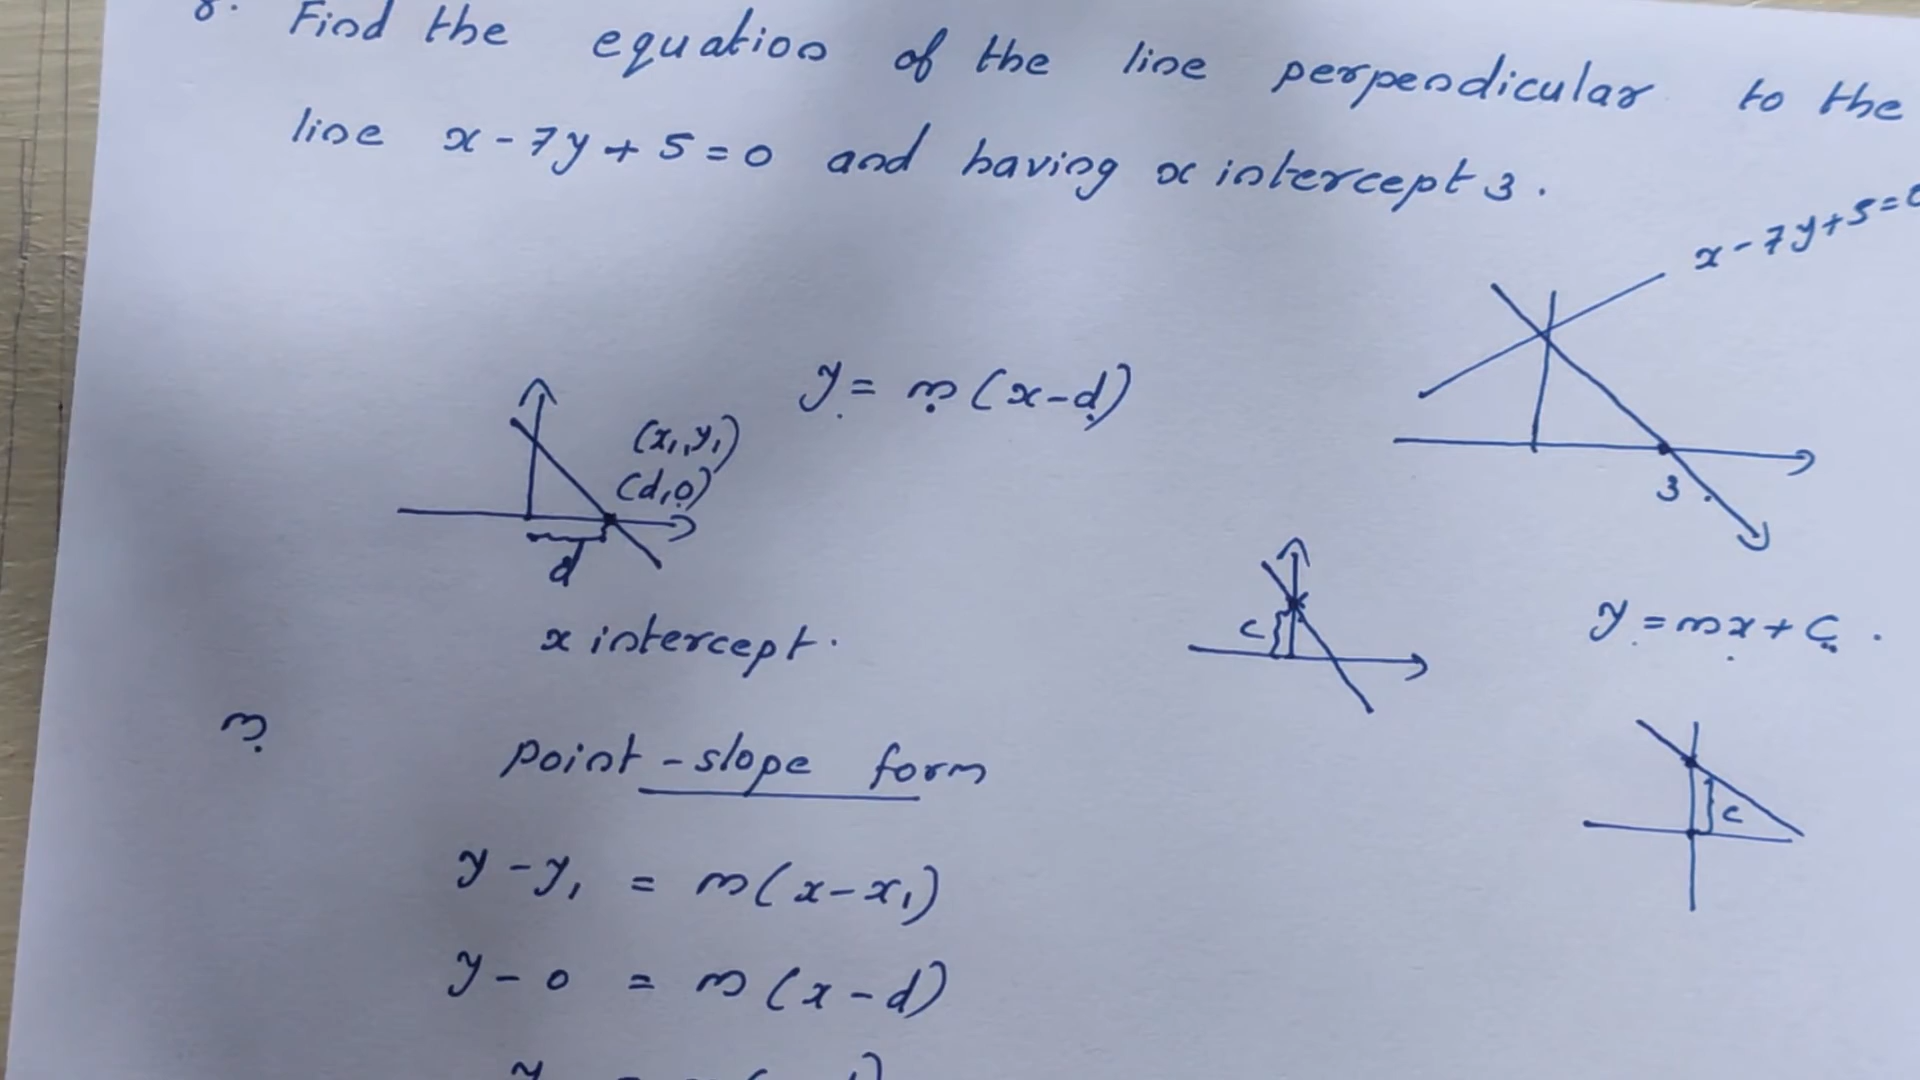 8. Find the equation of the line perpendicular to the
line x - 7y + 5 = 0 and having x intercept 3.
x - 7y + 5 = 0
y = m(x-d)
(x₁, y₁)
(d, 0)
d
3
x intercept.
c
y = mx + c.
m
point - slope form
c
y - y₁ = m(x - x₁)
y - 0 = m(x - d)